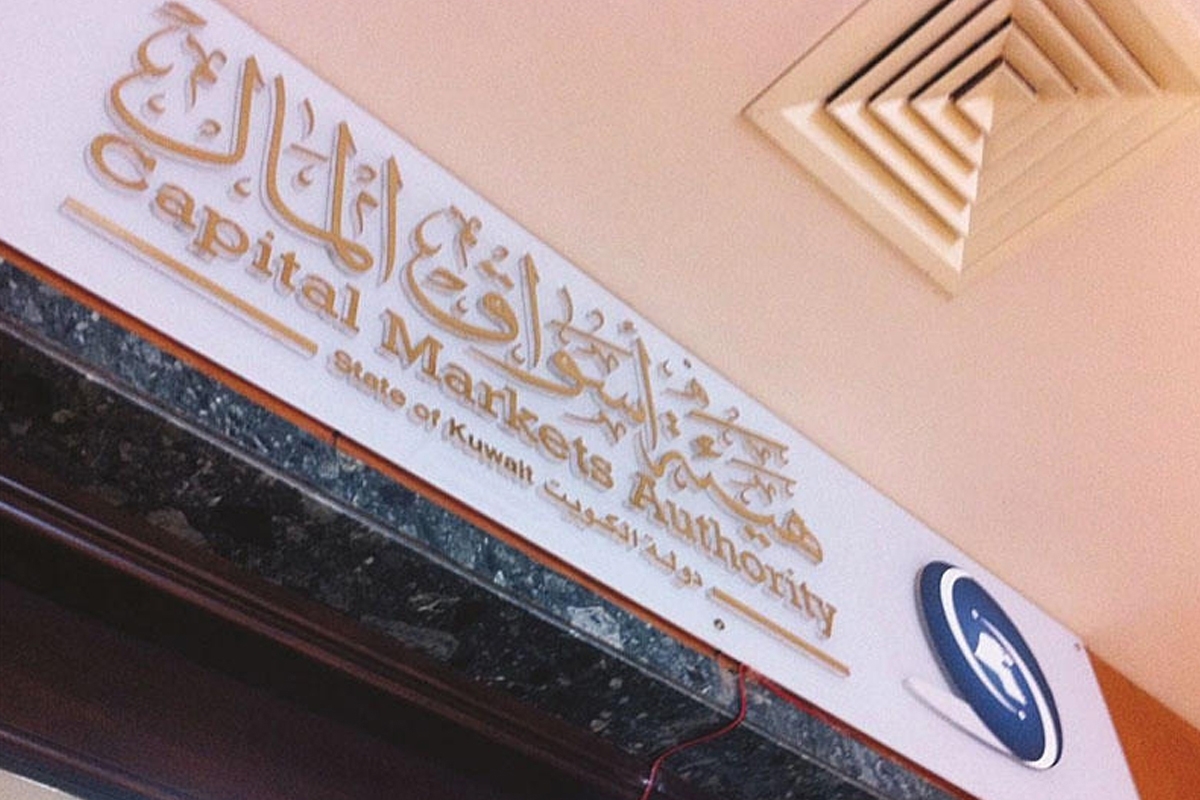 هيئة أسواق المال
Capital Markets Authority
State of Kuwait دولة الكويت